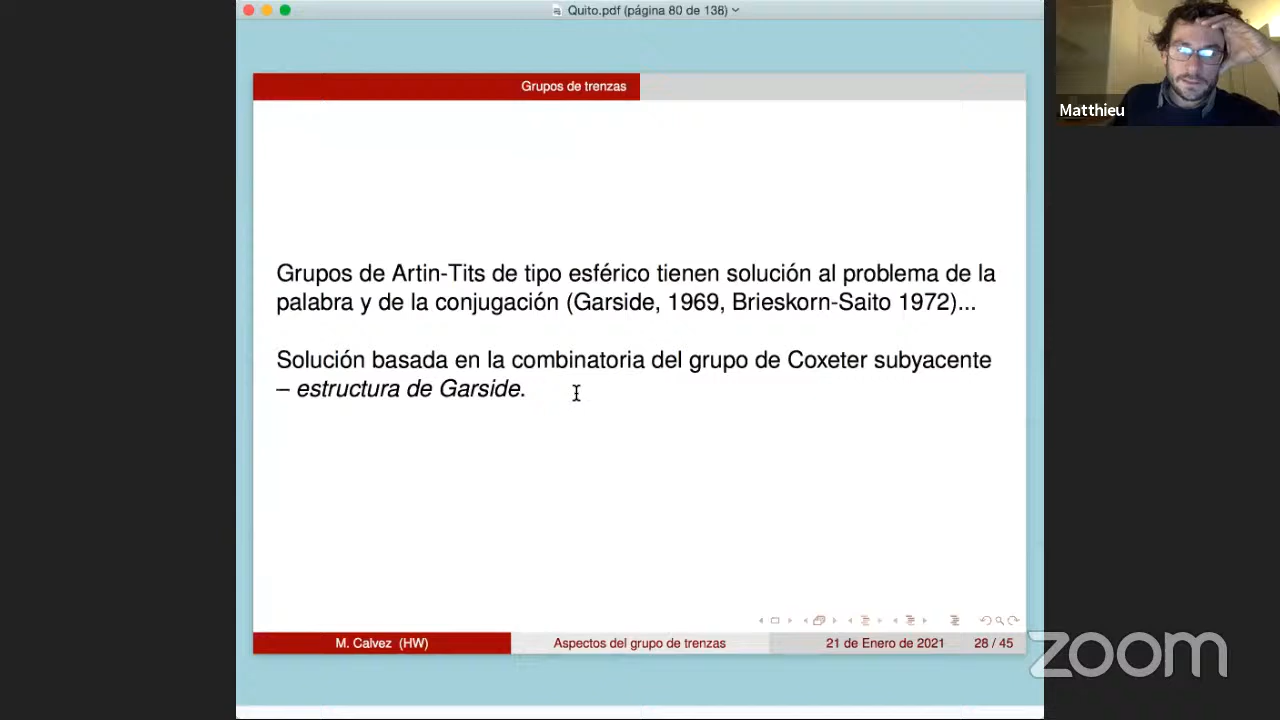 Quito.pdf (página 80 de 138)
Matthieu
Grupos de trenzas
Grupos de Artin-Tits de tipo esférico tienen solución al problema de la
palabra y de la conjugación (Garside, 1969, Brieskorn-Saito 1972)...
Solución basada en la combinatoria del grupo de Coxeter subyacente
– estructura de Garside.
M. Calvez (HW)
Aspectos del grupo de trenzas
21 de Enero de 2021
28 / 45
zoom